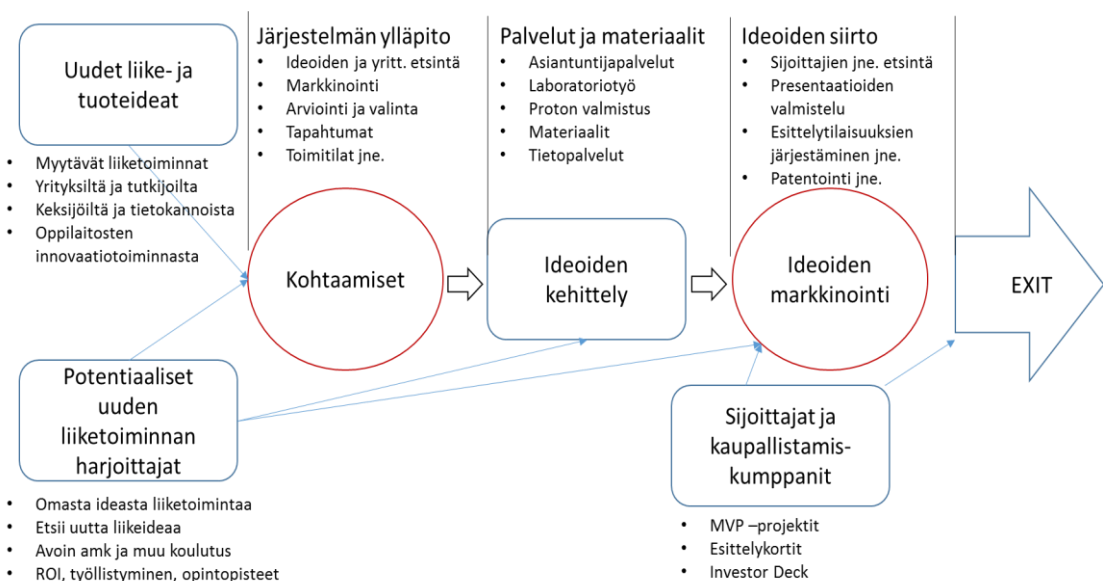 Uudet liike- ja
tuoteideat
• Myytävät liiketoiminnat
• Yrityksiltä ja tutkijoilta
• Keksijöiltä ja tietokannoista
• Oppilaitosten
innovaatiotoiminnasta
Järjestelmän ylläpito
• Ideoiden ja yritt. etsintä
• Markkinointi
• Arviointi ja valinta
• Tapahtumat
• Toimitilat jne.
Palvelut ja materiaalit
• Asiantuntijapalvelut
• Laboratoriotyö
• Proton valmistus
• Materiaalit
• Tietopalvelut
Ideoiden siirto
• Sijoittajien jne. etsintä
• Presentaatioiden
valmistelu
• Esittelytilaisuuksien
järjestäminen jne.
• Patentointi jne.
Kohtaamiset
Ideoiden
kehittely
Ideoiden
markkinointi
EXIT
Potentiaaliset
uuden
liiketoiminnan
harjoittajat
• Omasta ideasta liiketoimintaa
• Etsii uutta liikeideaa
• Avoin amk ja muu koulutus
• ROI, työllistyminen, opintopisteet
Sijoittajat ja
kaupallistamis-
kumppanit
• MVP –projektit
• Esittelykortit
• Investor Deck